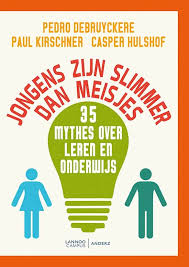 PEDRO DEBRUYCKERE
PAUL KIRSCHNER CASPER HULSHOF
JONGENS ZIJN SLIMMER
DAN MEISJES
35
MYTHES OVER
LEREN EN
ONDERWIJS
LANNOO
CAMPUS
ANDERZ